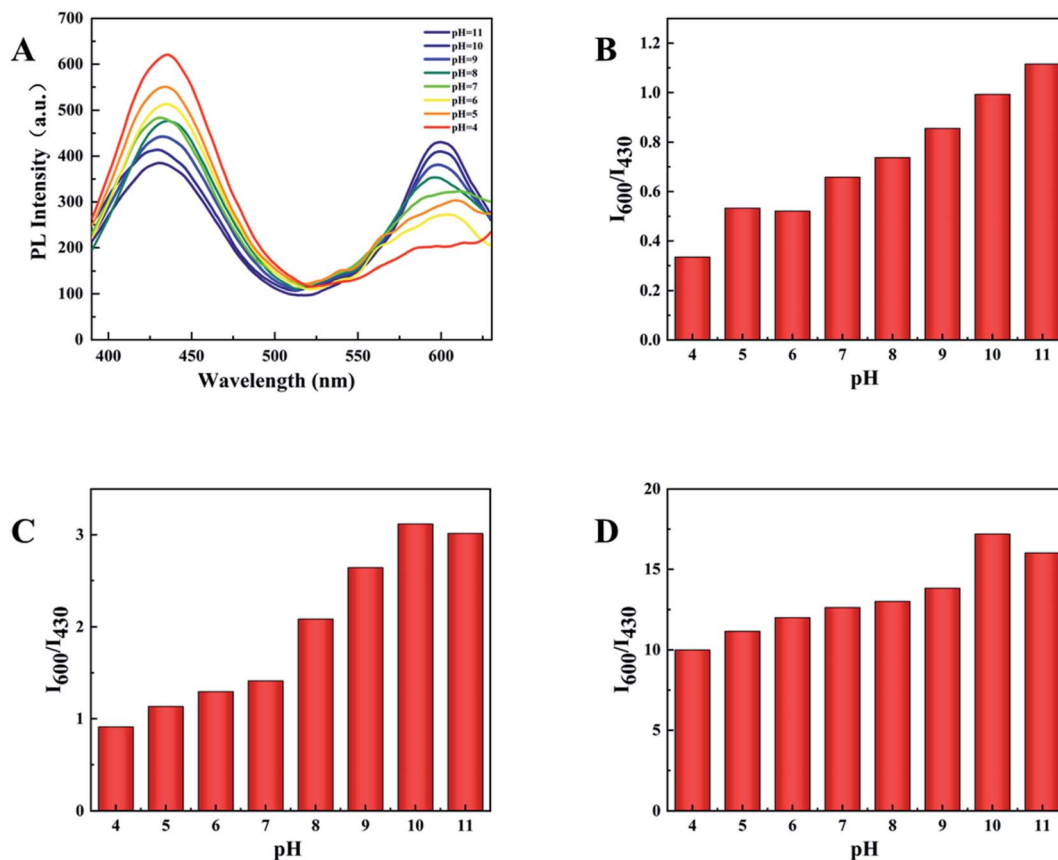 A
700
600
500
400
300
200
100
0
PL Intensity（a.u.）
pH=11
pH=10
pH=9
pH=8
pH=7
pH=6
pH=5
pH=4
400 450 500 550 600
Wavelength (nm)
B
1.2
1.0
0.8
0.6
0.4
0.2
0.0
I600/I430
4 5 6 7 8 9 10 11
pH
C
3
2
1
0
I600/I430
4 5 6 7 8 9 10 11
pH
D
20
15
10
5
0
I600/I430
4 5 6 7 8 9 10 11
pH